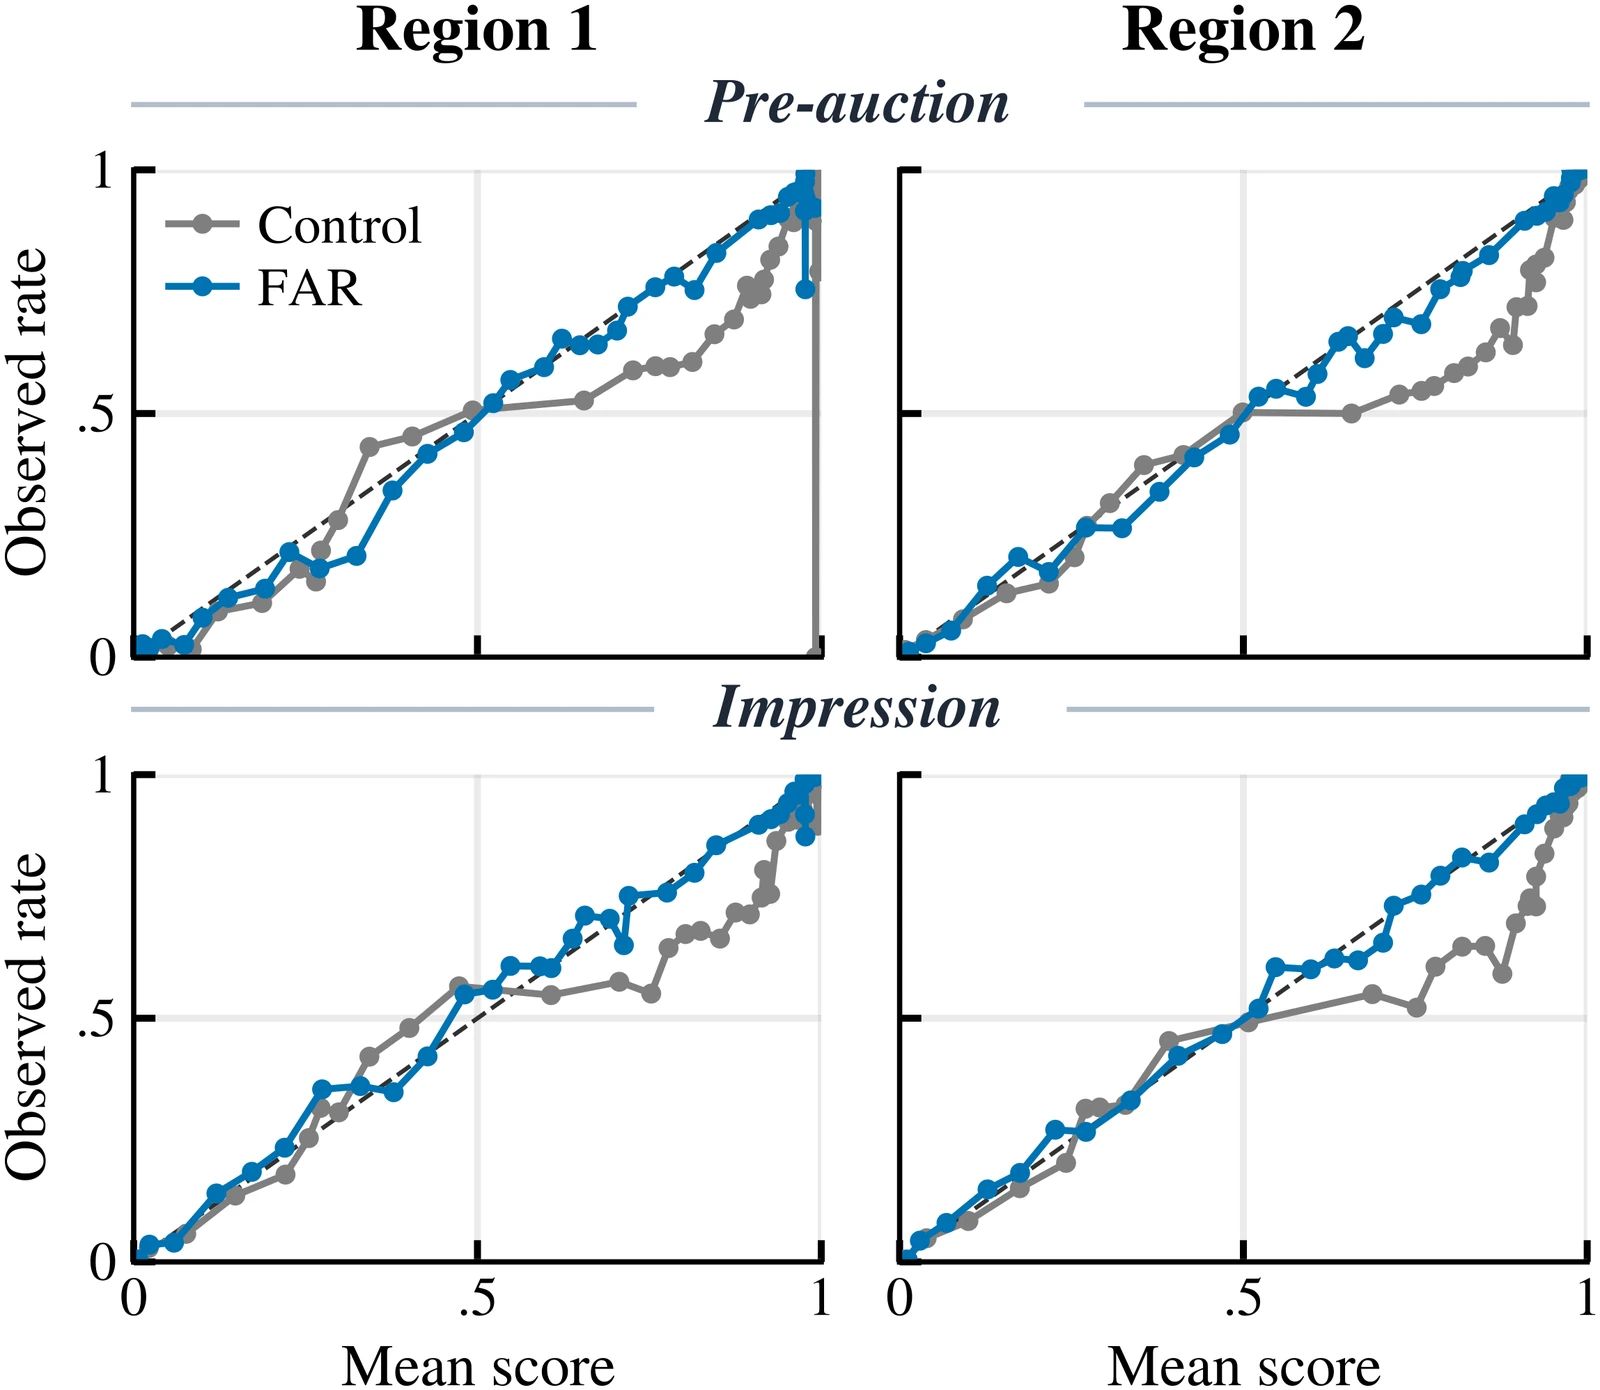 Region 1
Region 2
Pre-auction
1
Control
FAR
.5
0
Observed rate
Impression
1
.5
0
Observed rate
0
.5
1
0
.5
1
Mean score
Mean score